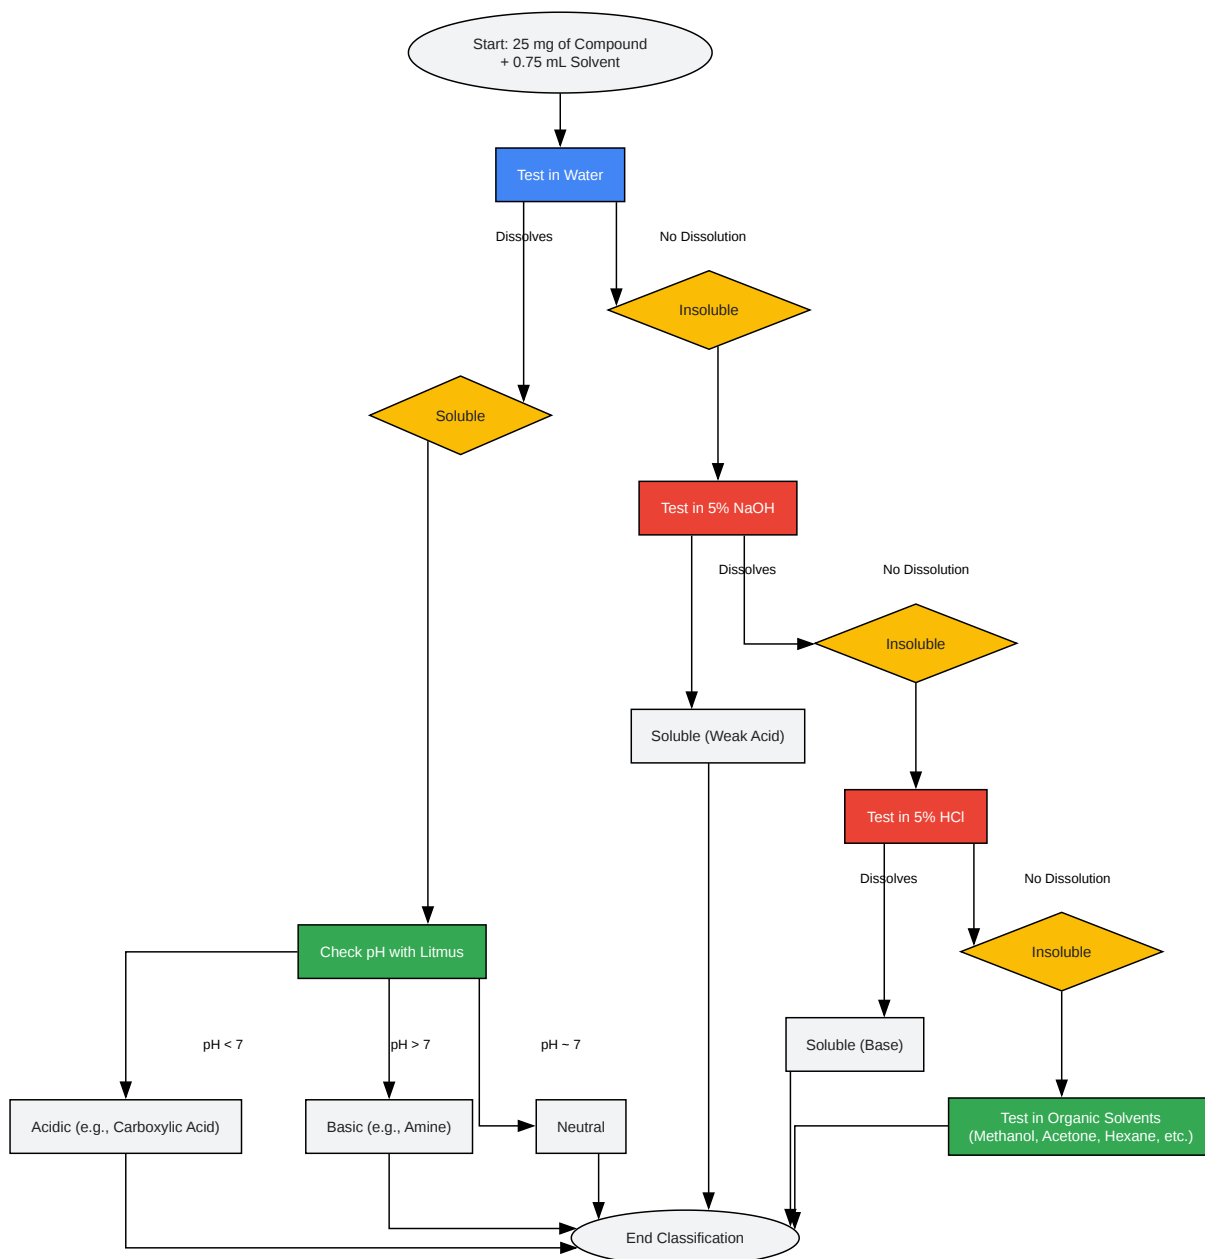 Start: 25 mg of Compound
+ 0.75 mL Solvent
Test in Water
Dissolves
No Dissolution
Insoluble
Soluble
Test in 5% NaOH
Dissolves
No Dissolution
Insoluble
Soluble (Weak Acid)
Test in 5% HCl
Dissolves
No Dissolution
Check pH with Litmus
Insoluble
pH < 7
pH > 7
pH ~ 7
Soluble (Base)
Acidic (e.g., Carboxylic Acid)
Basic (e.g., Amine)
Neutral
Test in Organic Solvents
(Methanol, Acetone, Hexane, etc.)
End Classification